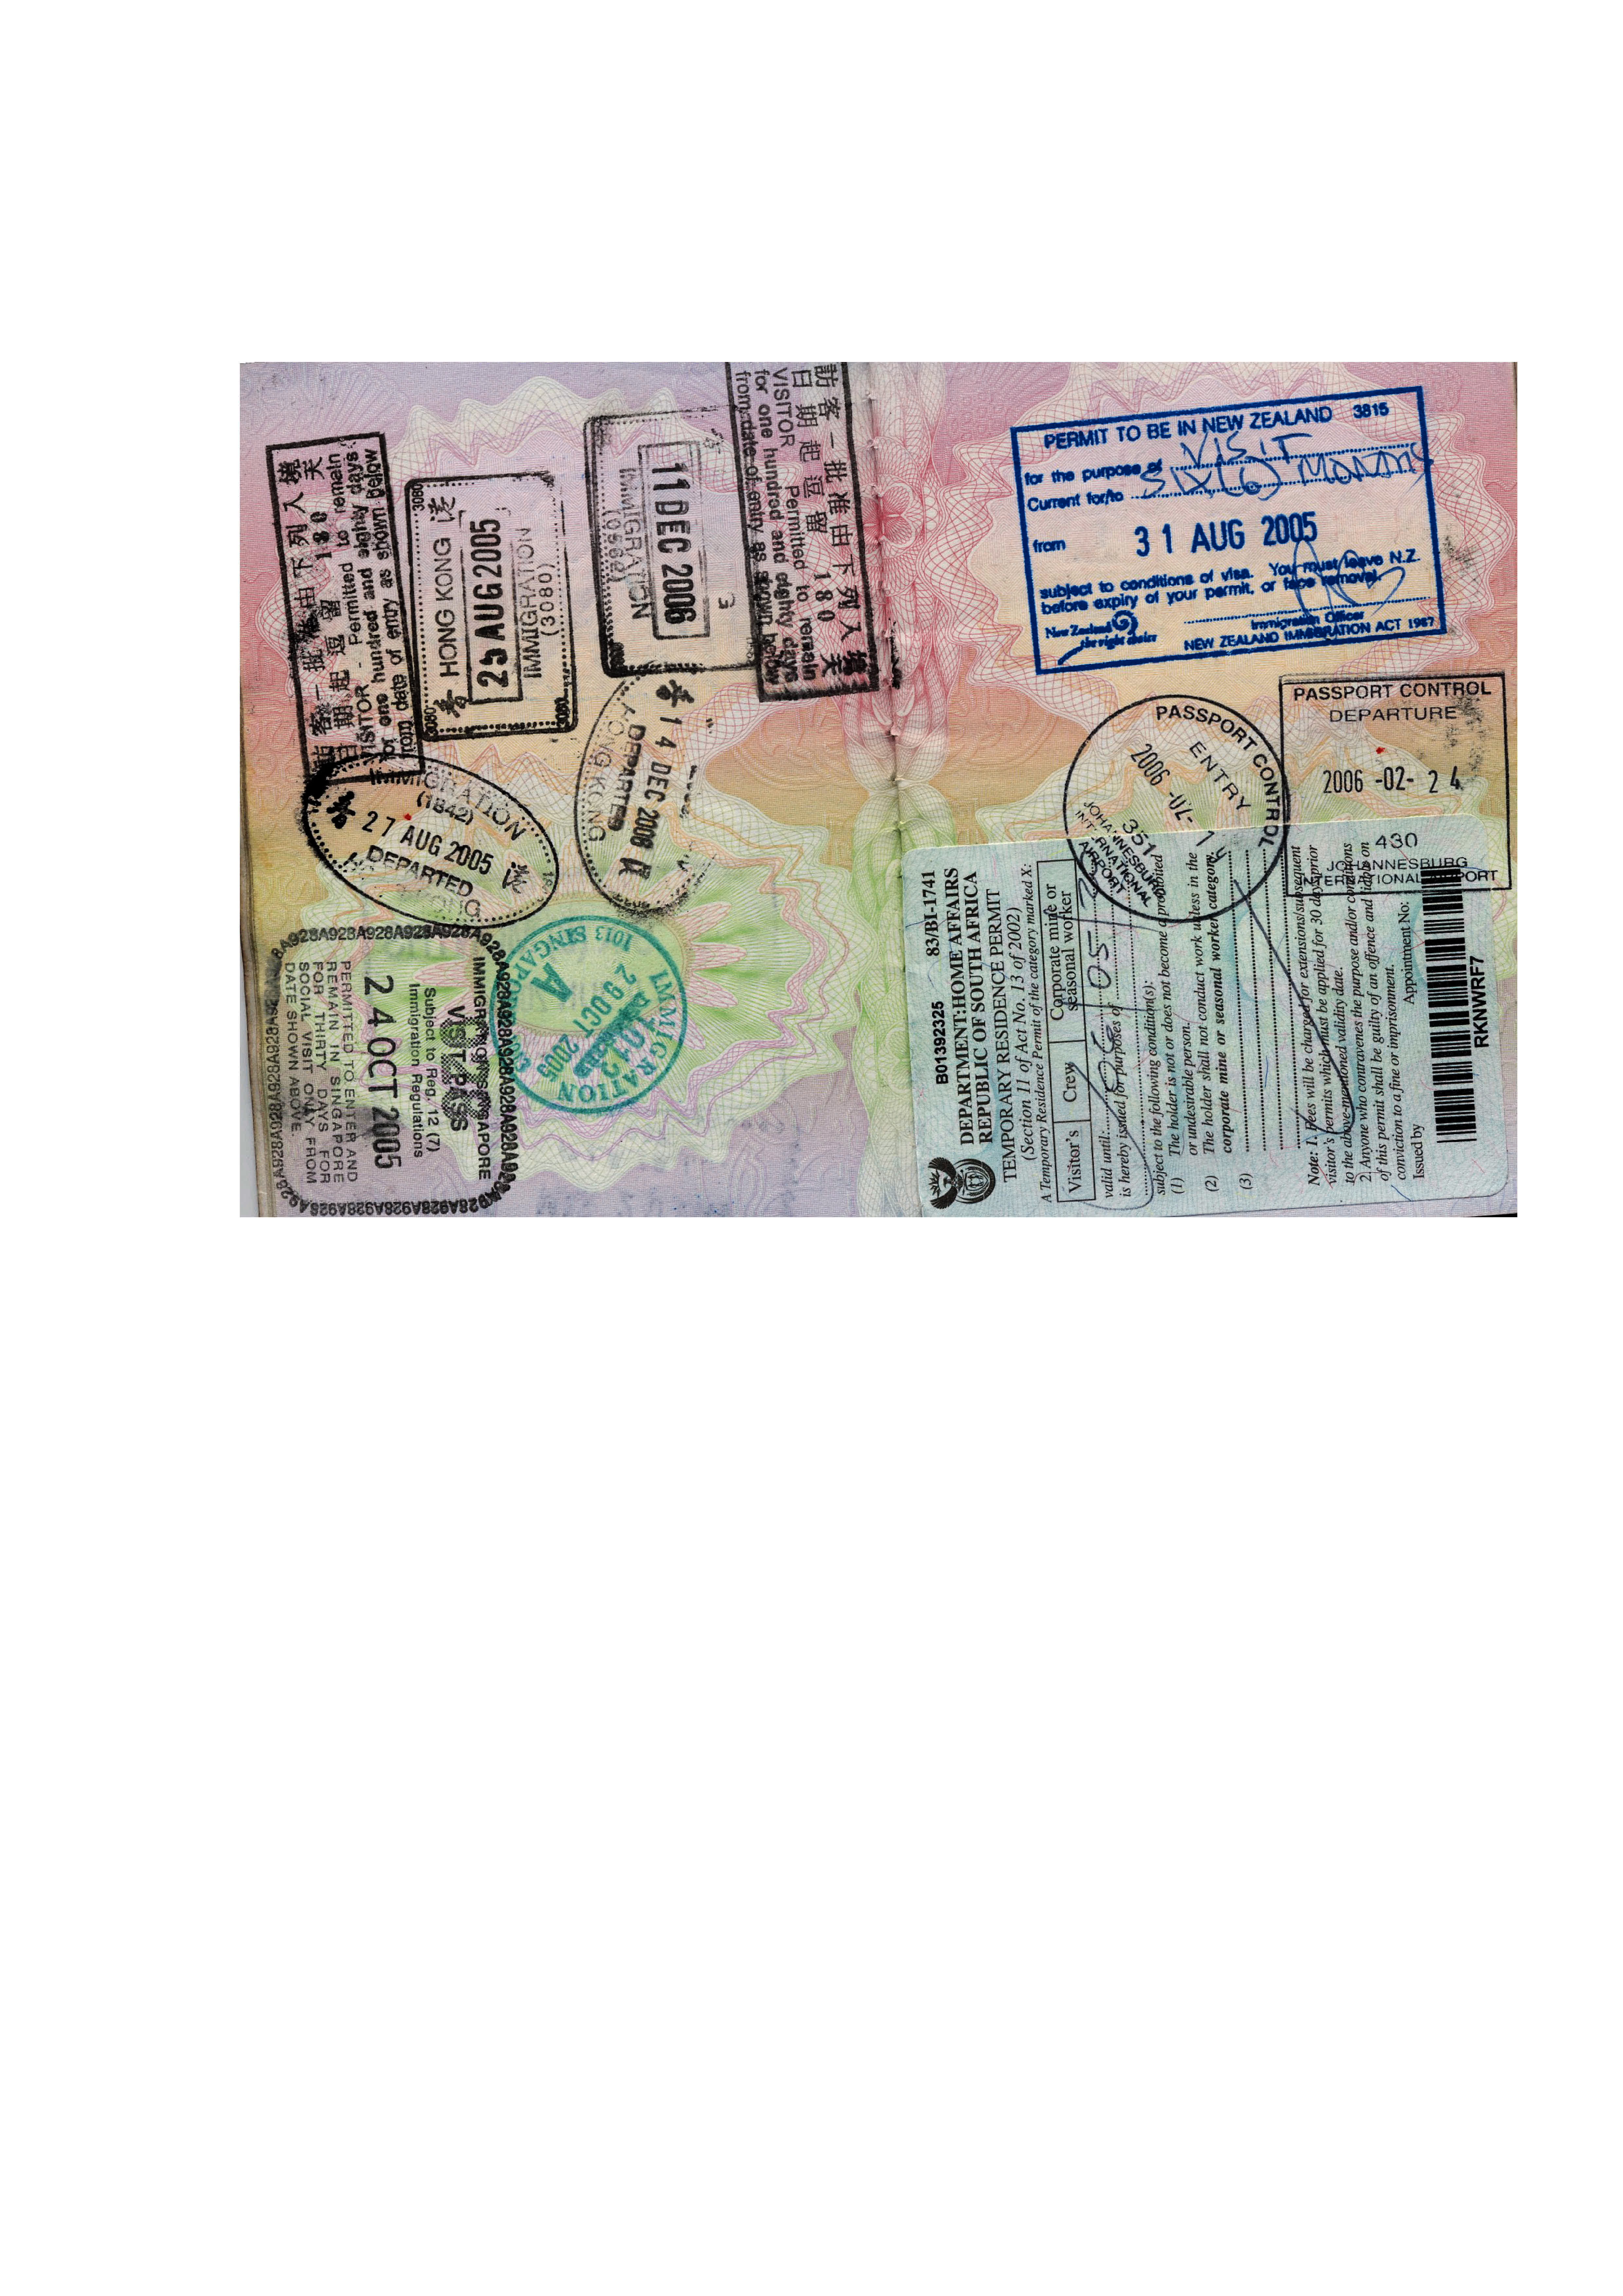 訪客－批准由下列入境
日期起逗留 180 天
VISITOR - Permitted to remain
for one hundred and eighty days
from date of entry as shown below
3080
HONG KONG 香港
25 AUG 2005
IMMIGRATION
(3080)
3080
3080
11 DEC 2006
IMMIGRATION
訪客－批准由下列入境
日期起逗留 180 天
VISITOR - Permitted to remain
for one hundred and eighty days
from date of entry as shown below
IMMIGRATION
(1842)
27 AUG 2005
DEPARTED
14 DEC 2006
DEPARTED
HONG KONG
IMMIGRATION SINGAPORE
VISIT PASS
Subject to Reg. 12 (7)
Immigration Regulations
24 OCT 2005
PERMITTED TO ENTER AND
REMAIN IN SINGAPORE
FOR THIRTY DAYS FOR
SOCIAL VISIT ONLY FROM
DATE SHOWN ABOVE
IMMIGRATION
1013
29 OCT 2005
A
1013 SINGAPORE
PERMIT TO BE IN NEW ZEALAND 3815
for the purpose of VISIT
Current for/to SIX (6) MONTHS
from 31 AUG 2005
subject to conditions of visa. You must leave N.Z.
before expiry of your permit, or face removal.
New Zealand
the right choice
Immigration Officer
NEW ZEALAND IMMIGRATION ACT 1987
PASSPORT CONTROL
ENTRY
2006
351
JOHANNESBURG
INTERNATIONAL
AIRPORT
PASSPORT CONTROL
DEPARTURE
2006 -02- 24
430
JOHANNESBURG
INTERNATIONAL AIRPORT
B01392325 83/BI-1741
DEPARTMENT:HOME AFFAIRS
REPUBLIC OF SOUTH AFRICA
TEMPORARY RESIDENCE PERMIT
(Section 11 of Act No. 13 of 2002)
A Temporary Residence Permit of the category marked X:
Visitor's
Crew
Corporate mine or
seasonal worker
valid until:
is hereby issued for purposes of
subject to the following condition(s):
(1) The holder is not or does not become a prohibited
or undesirable person.
(2) The holder shall not conduct work unless in the
corporate mine or seasonal worker category.
(3)
Note: 1. Fees will be charged for extensions/subsequent
visitor's permits which must be applied for 30 days prior
to the above-mentioned validity date.
2. Anyone who contravenes the purpose and/or conditions
of this permit shall be guilty of an offence and liable on
conviction to a fine or imprisonment.
Issued by Appointment No:
RKNWRF7